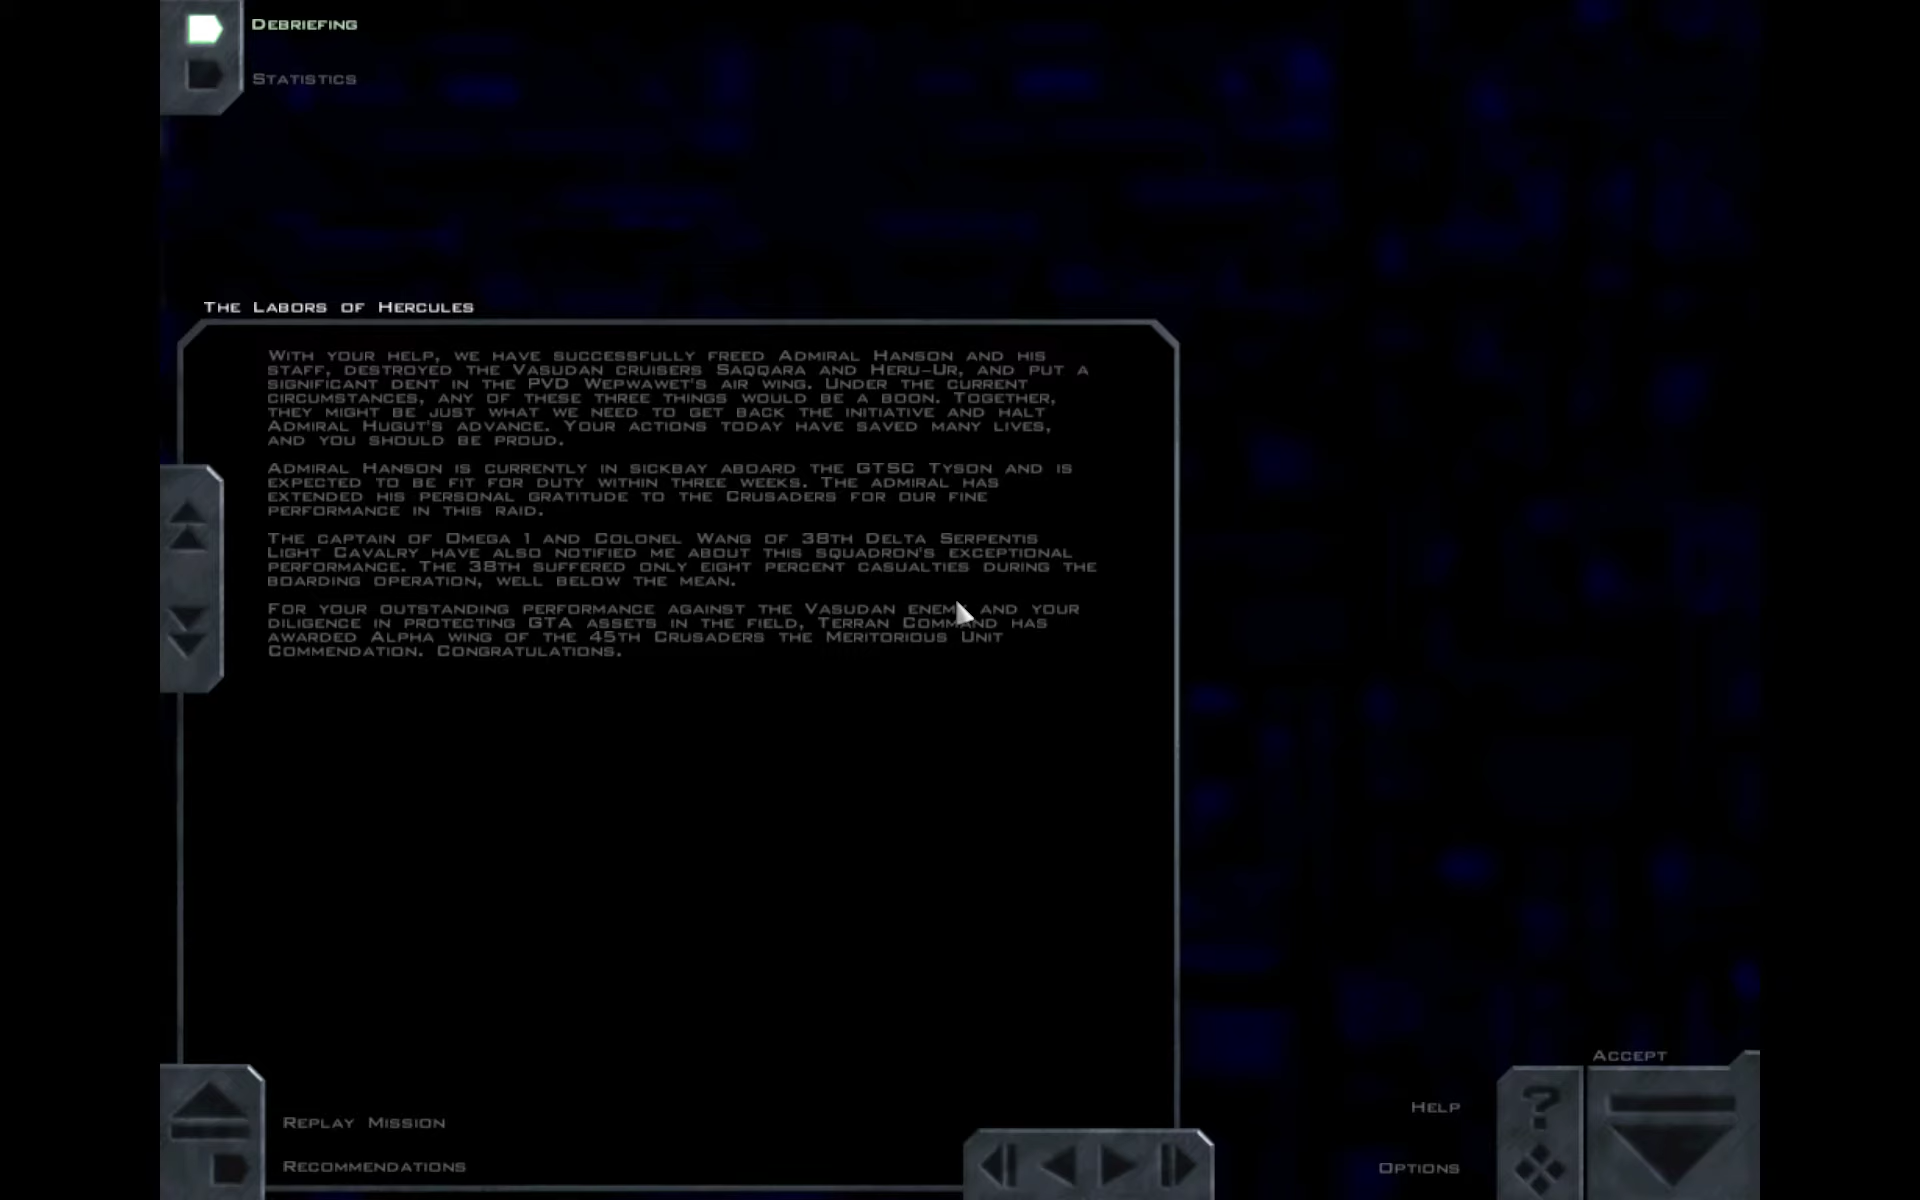 Debriefing
Statistics
The Labors of Hercules
With your help, we have successfully freed Admiral Hanson and his
staff, destroyed the Vasudan cruisers Saqqara and Heru-Ur, and put a
significant dent in the PVD Wepwawet's air wing. Under the current
circumstances, any of these three things would be a boon. Together,
they might be just what we need to get back the initiative and halt
Admiral Hugut's advance. Your actions today have saved many lives,
and you should be proud.
Admiral Hanson is currently in sickbay aboard the GTSC Tyson and is
expected to be fit for duty within three weeks. The admiral has
extended his personal gratitude to the Crusaders for our fine
performance in this raid.
The captain of Omega 1 and Colonel Wang of 38th Delta Serpentis
Light Cavalry have also notified me about this squadron's exceptional
performance. The 38th suffered only eight percent casualties during the
boarding operation, well below the mean.
For your outstanding performance against the Vasudan enemy and your
diligence in protecting GTA assets in the field, Terran Command has
awarded Alpha wing of the 45th Crusaders the Meritorious Unit
Commendation. Congratulations.
Accept
Help
Replay Mission
Recommendations
Options